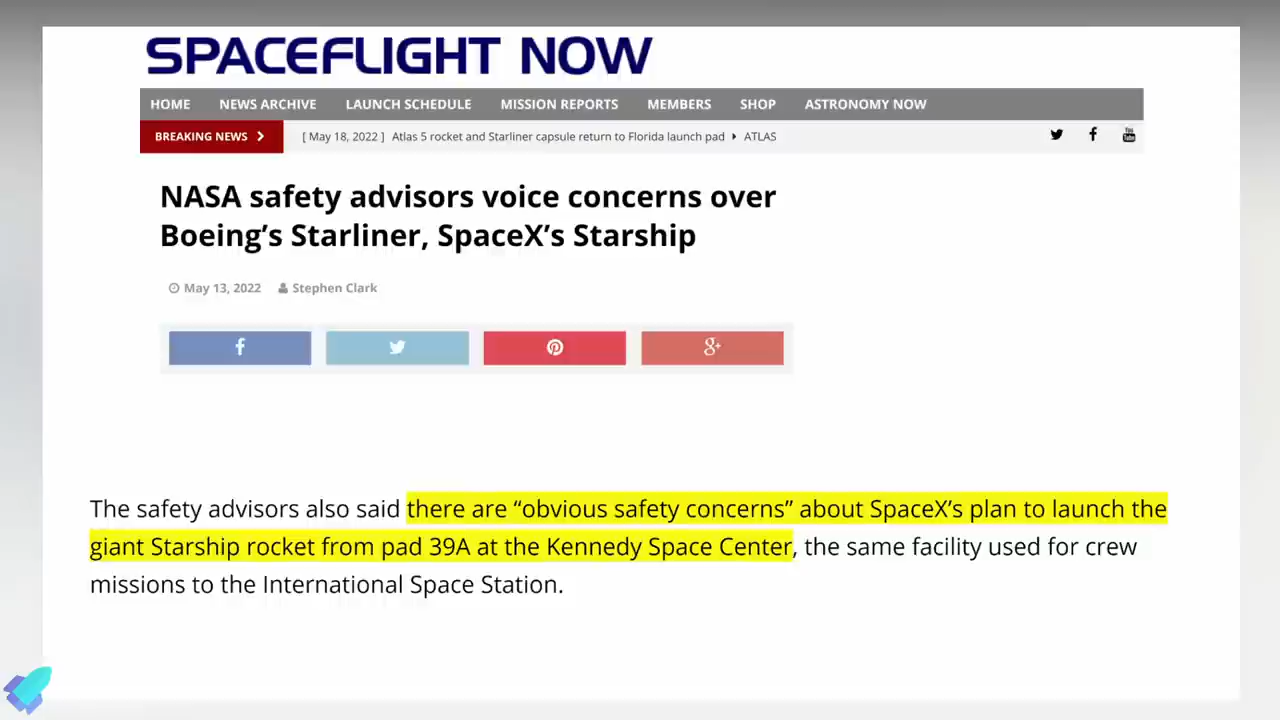 SPACEFLIGHT NOW
HOME NEWS ARCHIVE LAUNCH SCHEDULE MISSION REPORTS MEMBERS SHOP ASTRONOMY NOW
BREAKING NEWS [ May 18, 2022 ] Atlas 5 rocket and Starliner capsule return to Florida launch pad ATLAS
You Tube
NASA safety advisors voice concerns over
Boeing’s Starliner, SpaceX’s Starship
May 13, 2022 Stephen Clark
f g+
The safety advisors also said there are “obvious safety concerns” about SpaceX’s plan to launch the
giant Starship rocket from pad 39A at the Kennedy Space Center, the same facility used for crew
missions to the International Space Station.